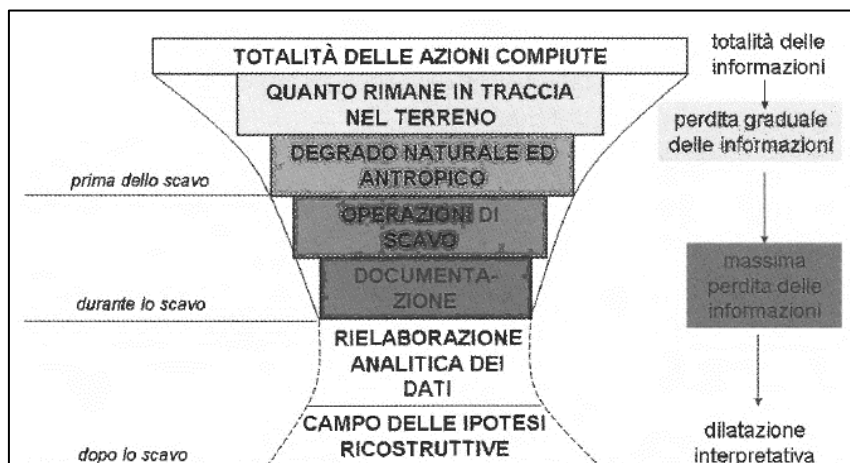 TOTALITÀ DELLE AZIONI COMPIUTE
QUANTO RIMANE IN TRACCIA
NEL TERRENO
DEGRADO NATURALE ED
ANTROPICO
prima dello scavo
OPERAZIONI DI
SCAVO
DOCUMENTA-
ZIONE
durante lo scavo
RIELABORAZIONE
ANALITICA DEI
DATI
CAMPO DELLE IPOTESI
RICOSTRUTTIVE
dopo lo scavo
totalità delle
informazioni
perdita graduale
delle informazioni
massima
perdita delle
informazioni
dilatazione
interpretativa